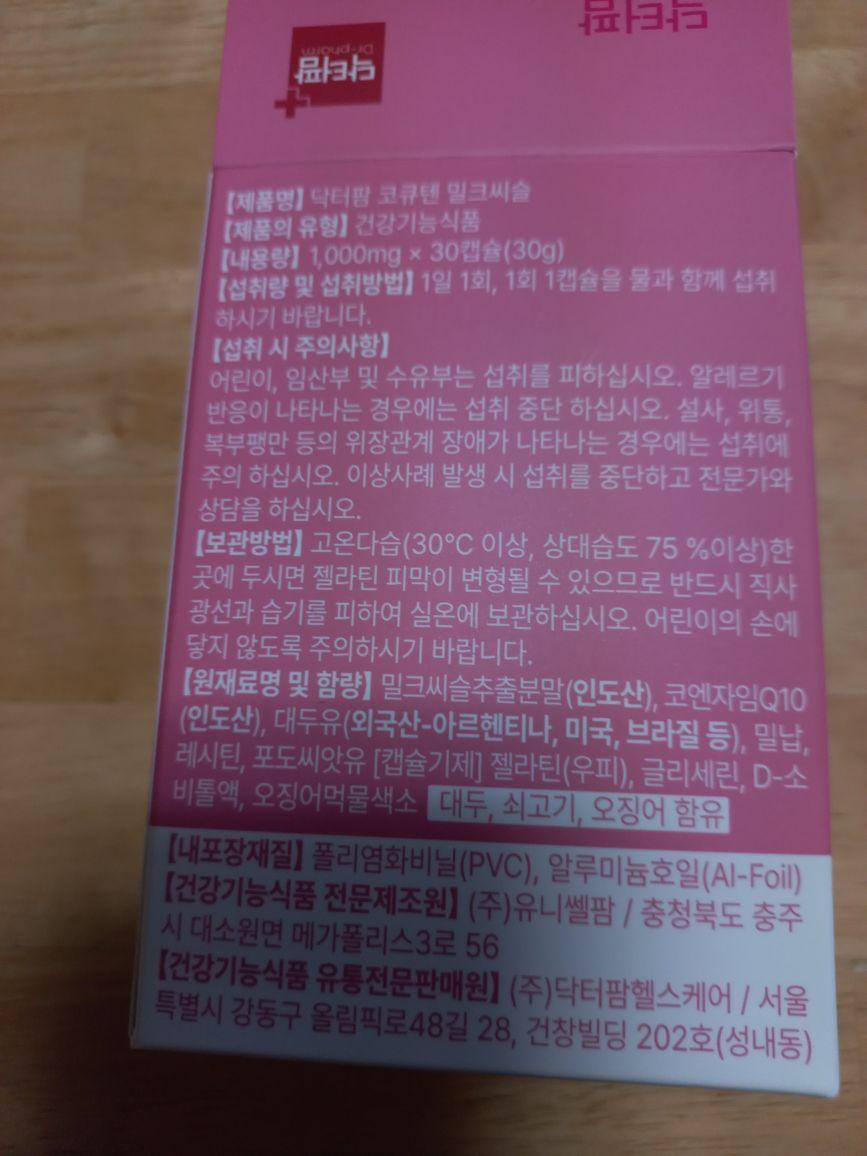 닥터팜
닥터팜
Dr-pharm
[제품명] 닥터팜 코큐텐 밀크씨슬
[제품의 유형] 건강기능식품
[내용량] 1,000mg × 30캡슐(30g)
[섭취량 및 섭취방법] 1일 1회, 1회 1캡슐을 물과 함께 섭취
하시기 바랍니다.
[섭취 시 주의사항]
어린이, 임산부 및 수유부는 섭취를 피하십시오. 알레르기
반응이 나타나는 경우에는 섭취 중단 하십시오. 설사, 위통,
복부팽만 등의 위장관계 장애가 나타나는 경우에는 섭취에
주의 하십시오. 이상사례 발생 시 섭취를 중단하고 전문가와
상담을 하십시오.
[보관방법] 고온다습(30°C 이상, 상대습도 75 %이상)한
곳에 두시면 젤라틴 피막이 변형될 수 있으므로 반드시 직사
광선과 습기를 피하여 실온에 보관하십시오. 어린이의 손에
닿지 않도록 주의하시기 바랍니다.
[원재료명 및 함량] 밀크씨슬추출분말(인도산), 코엔자임Q10
(인도산), 대두유(외국산-아르헨티나, 미국, 브라질 등), 밀납,
레시틴, 포도씨앗유 [캡슐기제] 젤라틴(우피), 글리세린, D-소
비톨액, 오징어먹물색소 대두, 쇠고기, 오징어 함유
[내포장재질] 폴리염화비닐(PVC), 알루미늄호일(Al-Foil)
[건강기능식품 전문제조원] (주)유니쎌팜 / 충청북도 충주
시 대소원면 메가폴리스3로 56
[건강기능식품 유통전문판매원] (주)닥터팜헬스케어 / 서울
특별시 강동구 올림픽로48길 28, 건창빌딩 202호(성내동)